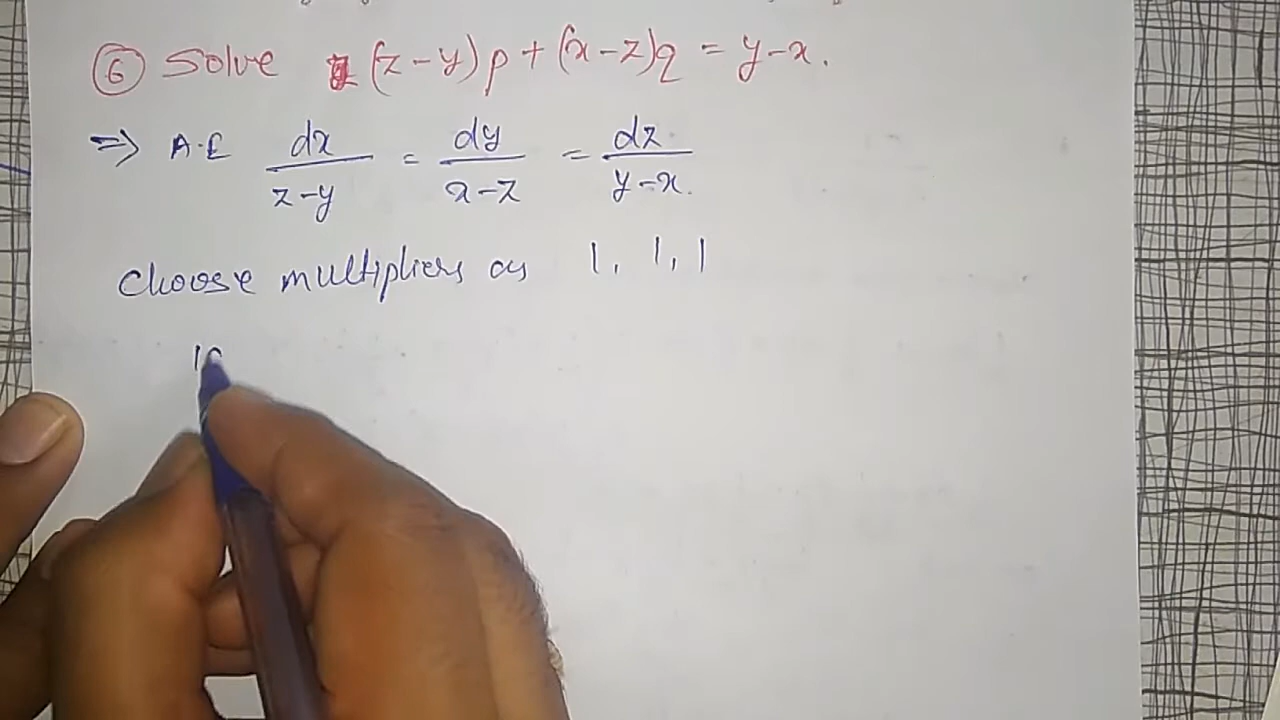 ⑥ Solve (z-y)p+(x-z)q = y-x.
⇒ A.E dx/z-y = dy/x-z = dz/y-x.
Choose multipliers as 1, 1, 1